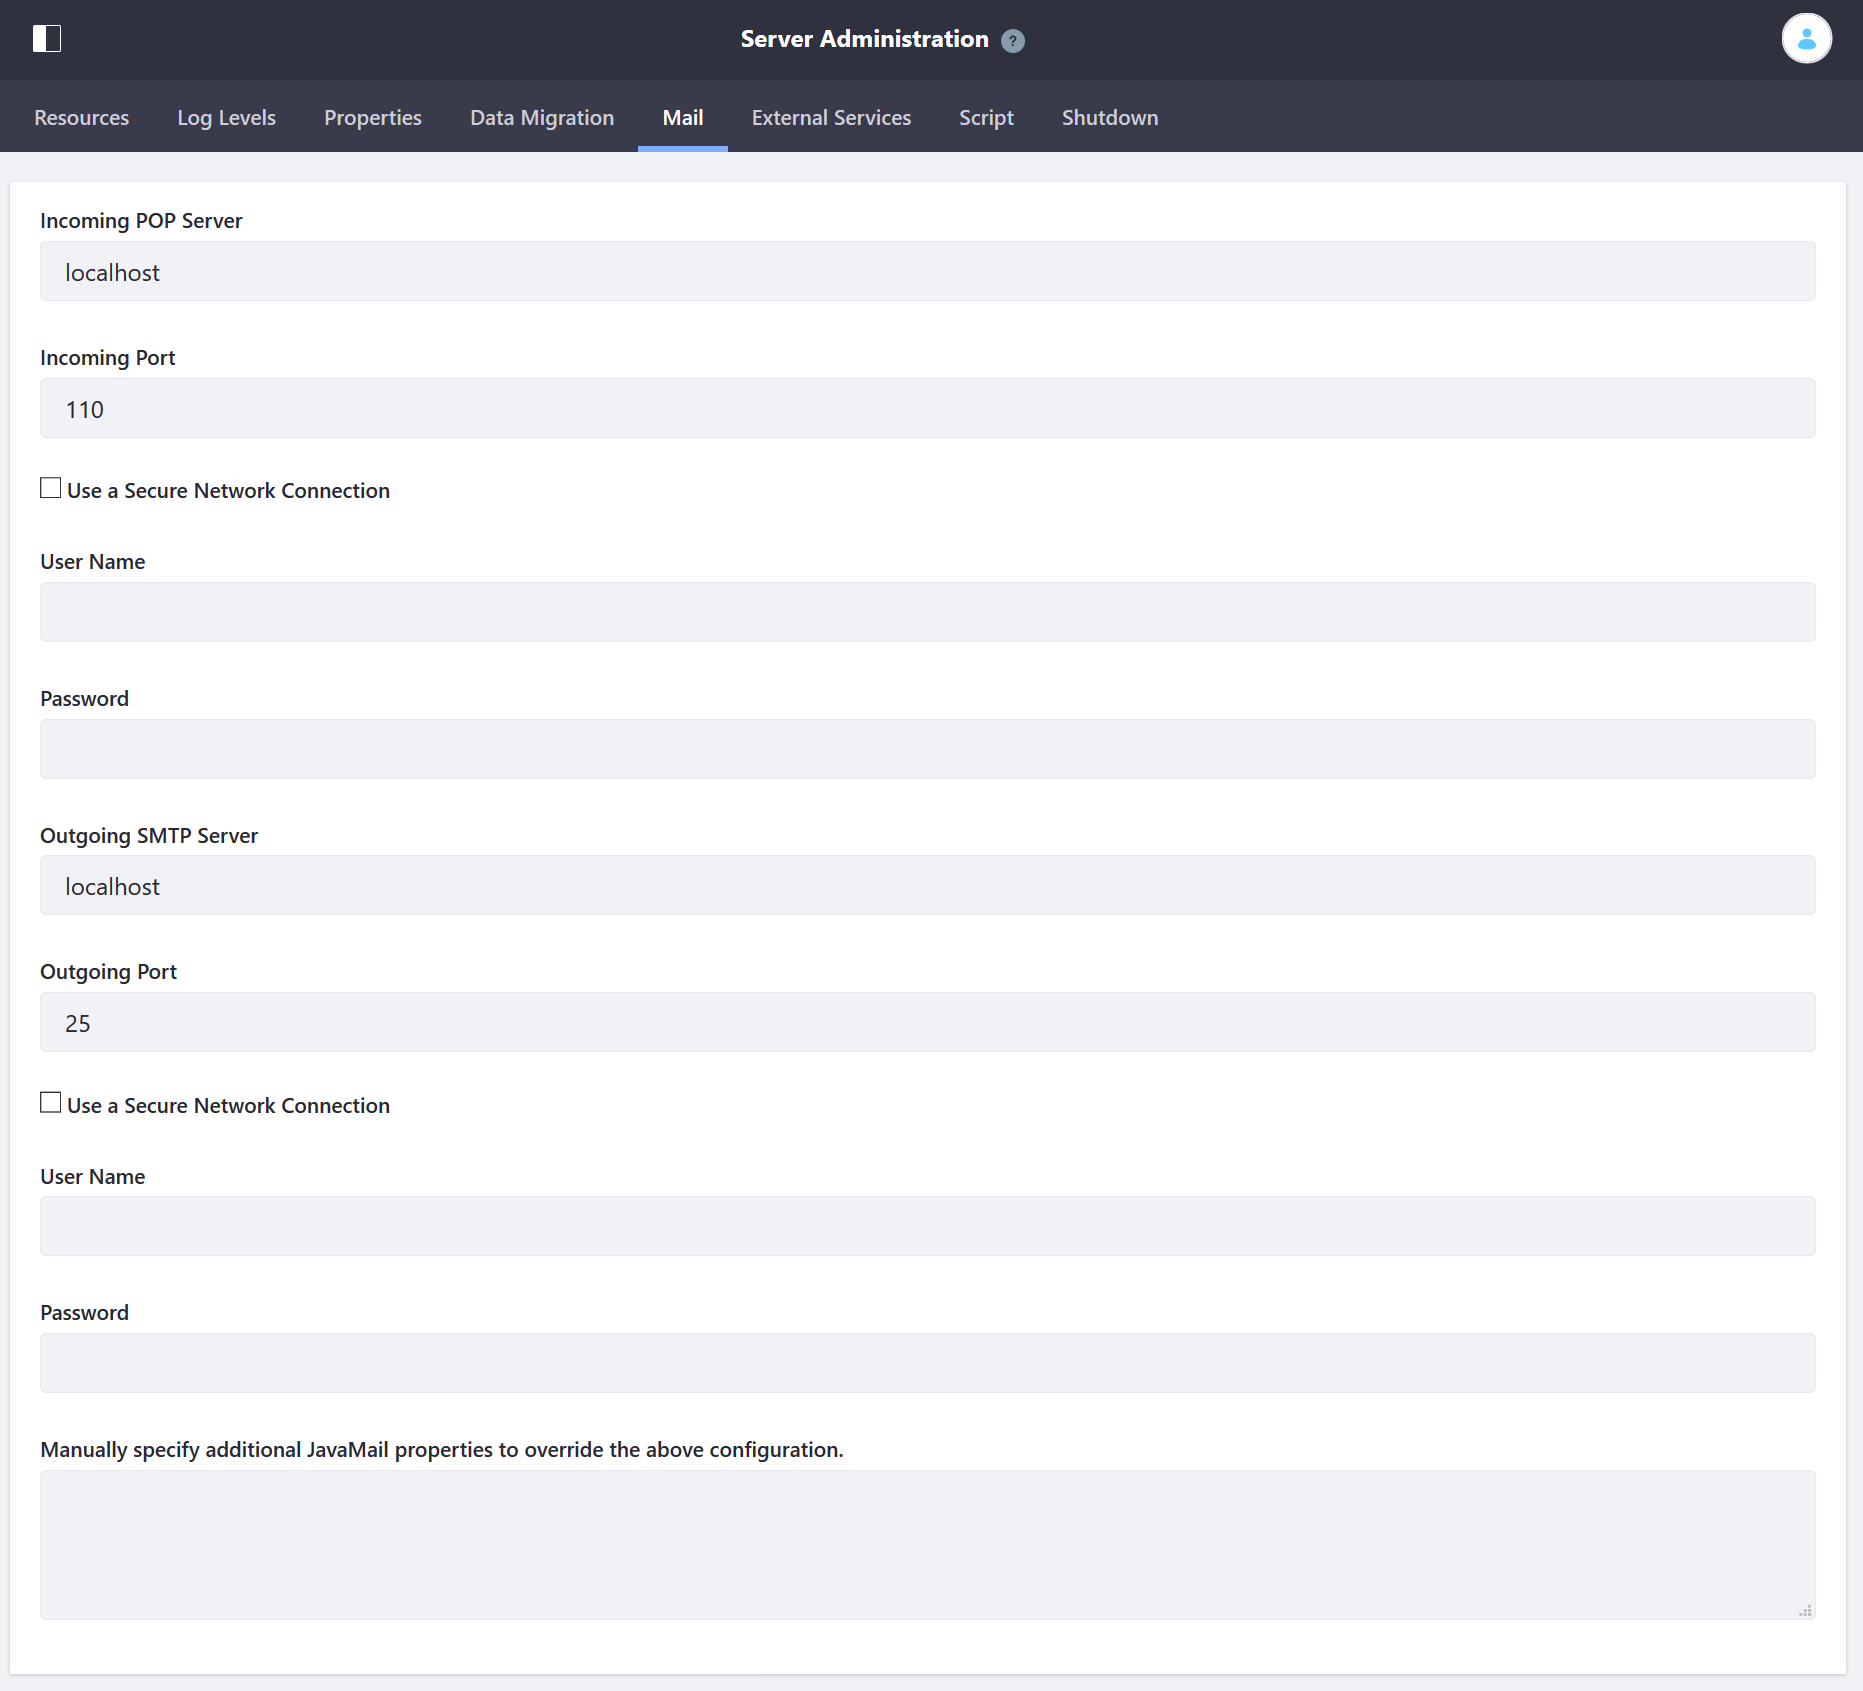 Server Administration ?
Resources Log Levels Properties Data Migration Mail External Services Script Shutdown
Incoming POP Server
localhost
Incoming Port
110
Use a Secure Network Connection
User Name
Password
Outgoing SMTP Server
localhost
Outgoing Port
25
Use a Secure Network Connection
User Name
Password
Manually specify additional JavaMail properties to override the above configuration.